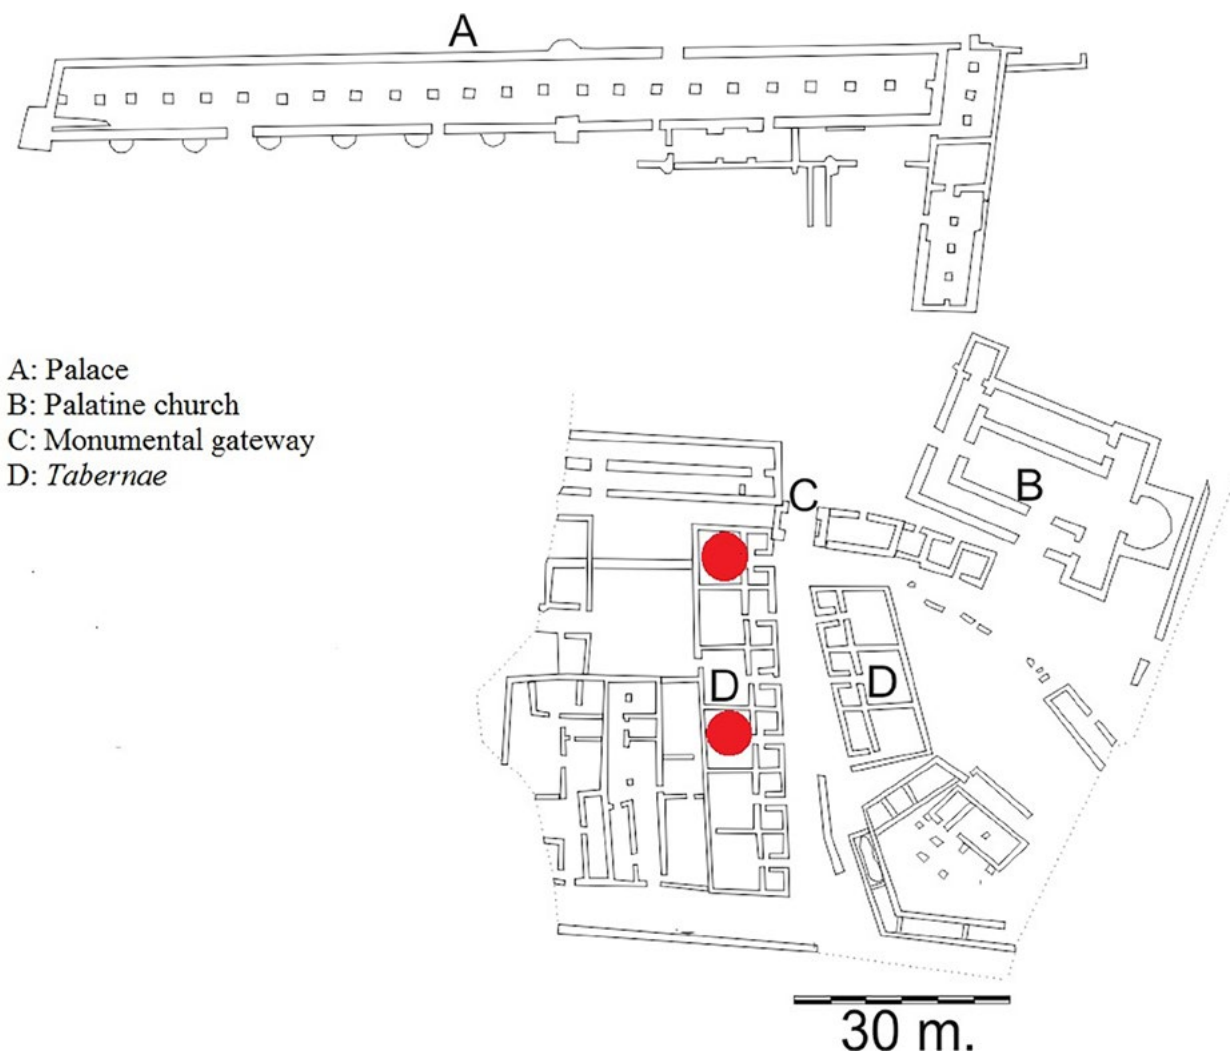 A
A: Palace
B: Palatine church
C: Monumental gateway
D: Tabernae
B
C
D
D
30 m.